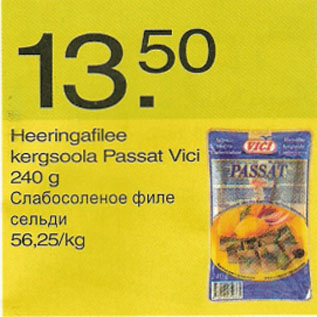 13.50
Heeringafilee
kergsoola Passat Vici
240 g
Слабосоленое филе
сельди
56,25/kg
VICI
PASSAT